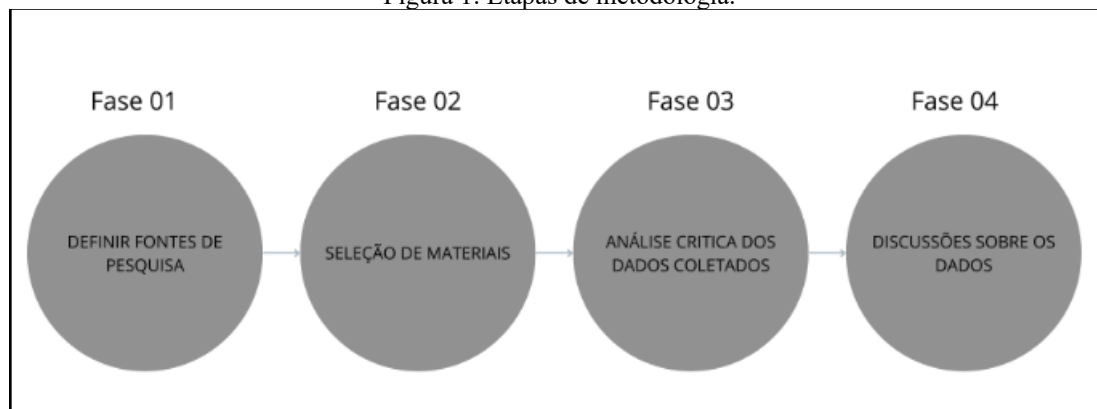 Figura 1: Etapas de metodologia.
Fase 01
Fase 02
Fase 03
Fase 04
DEFINIR FONTES DE
PESQUISA
SELEÇÃO DE MATERIAIS
ANÁLISE CRITICA DOS
DADOS COLETADOS
DISCUSSÕES SOBRE OS
DADOS